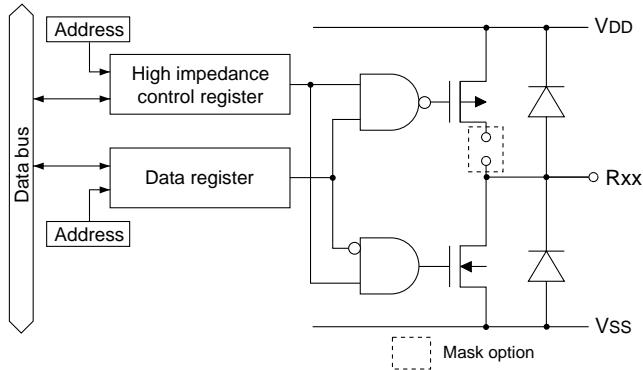 Address
VDD
High impedance
control register
Data bus
Data register
Rxx
Address
VSS
Mask option